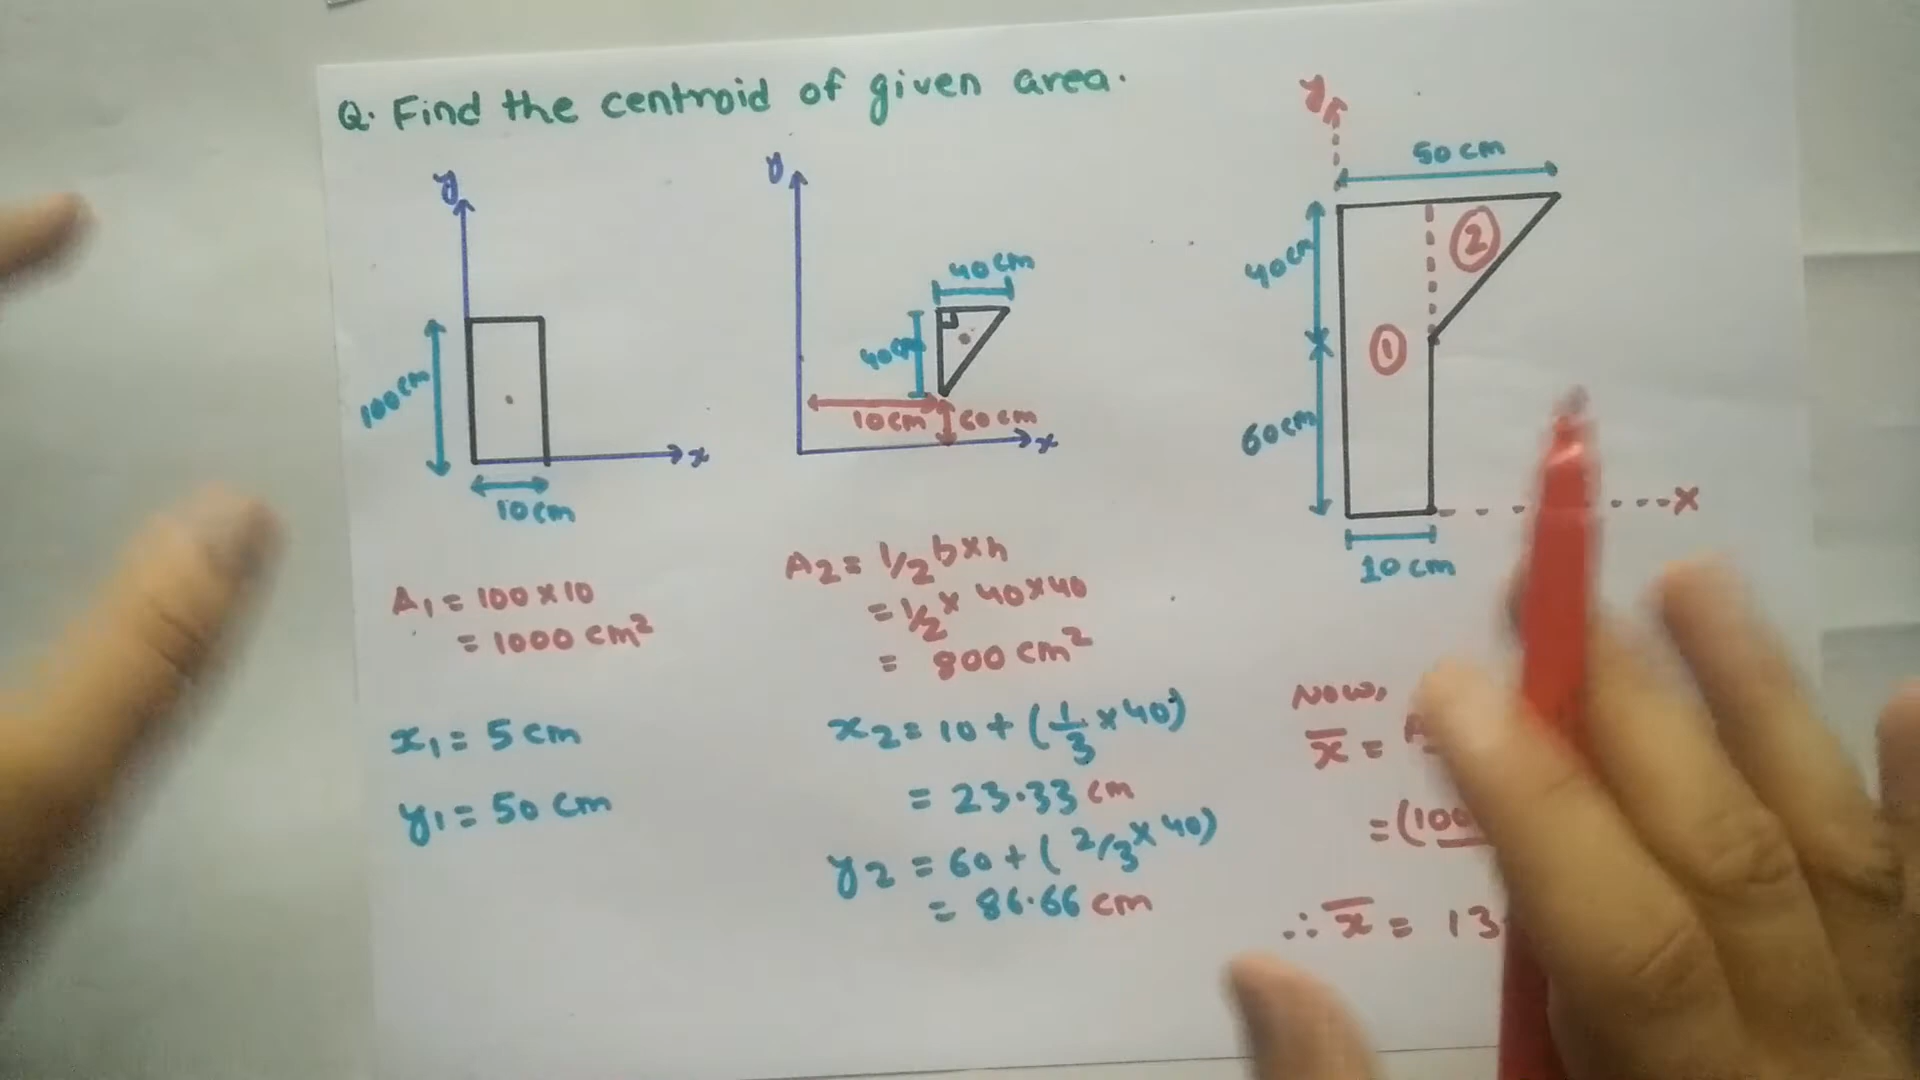 Q. Find the centroid of given area.
y
100cm
10cm
x
y
40cm
40cm
10cm
60cm
x
y
50cm
40cm
60cm
2
1
10cm
x
A1 = 100×10
= 1000 cm²
x1 = 5 cm
y1 = 50 cm
A2 = 1/2 b×h
= 1/2 × 40×40
= 800 cm²
x2 = 10 + (1/3 × 40)
= 23.33 cm
y2 = 60 + (2/3 × 40)
= 86.66 cm
Now,
x̄ =
= (100
∴ x̄ = 13